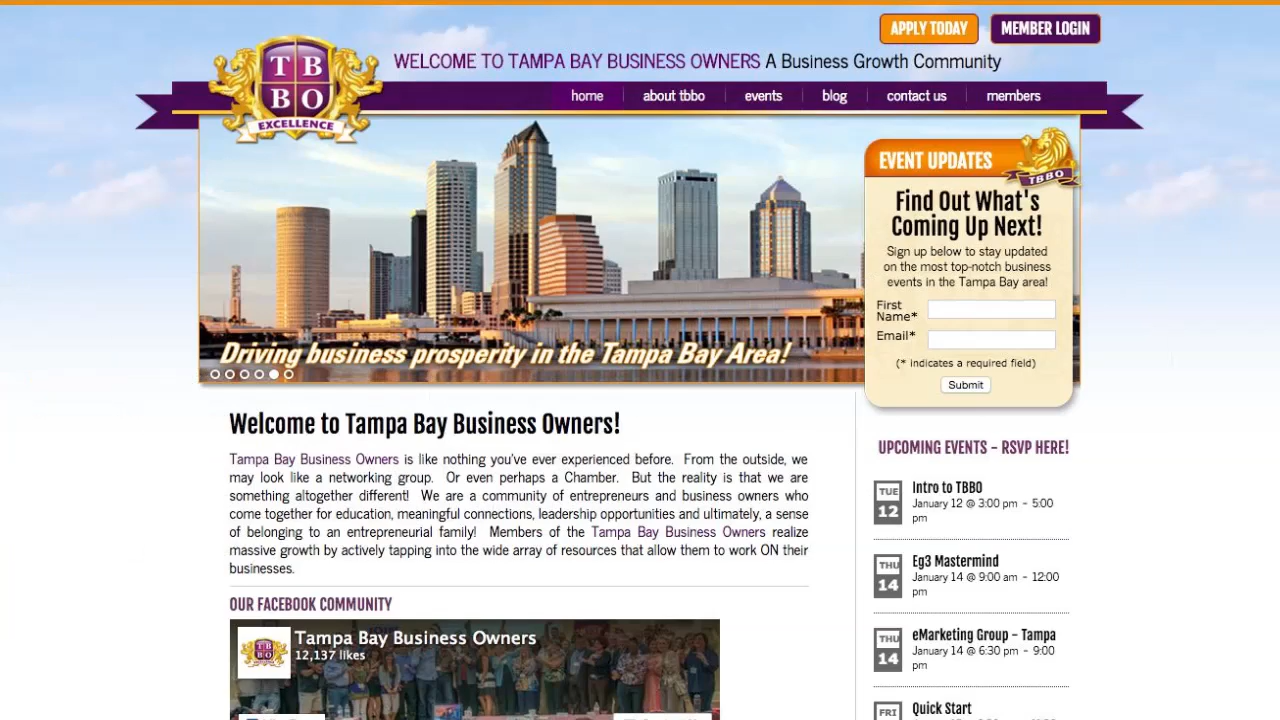 APPLY TODAY
MEMBER LOGIN
WELCOME TO TAMPA BAY BUSINESS OWNERS A Business Growth Community
T B
B O
EXCELLENCE
home
about tbbo
events
blog
contact us
members
Driving business prosperity in the Tampa Bay Area!
EVENT UPDATES
TBBO
Find Out What's
Coming Up Next!
Sign up below to stay updated
on the most top-notch business
events in the Tampa Bay area!
First
Name*
Email*
(* indicates a required field)
Submit
Welcome to Tampa Bay Business Owners!
Tampa Bay Business Owners is like nothing you've ever experienced before. From the outside, we
may look like a networking group. Or even perhaps a Chamber. But the reality is that we are
something altogether different! We are a community of entrepreneurs and business owners who
come together for education, meaningful connections, leadership opportunities and ultimately, a sense
of belonging to an entrepreneurial family! Members of the Tampa Bay Business Owners realize
massive growth by actively tapping into the wide array of resources that allow them to work ON their
businesses.
OUR FACEBOOK COMMUNITY
T B
B O
Tampa Bay Business Owners
12,137 likes
UPCOMING EVENTS - RSVP HERE!
TUE
12
Intro to TBBO
January 12 @ 3:00 pm - 5:00
pm
THU
14
Eg3 Mastermind
January 14 @ 9:00 am - 12:00
pm
THU
14
eMarketing Group - Tampa
January 14 @ 6:30 pm - 9:00
pm
FRI
Quick Start